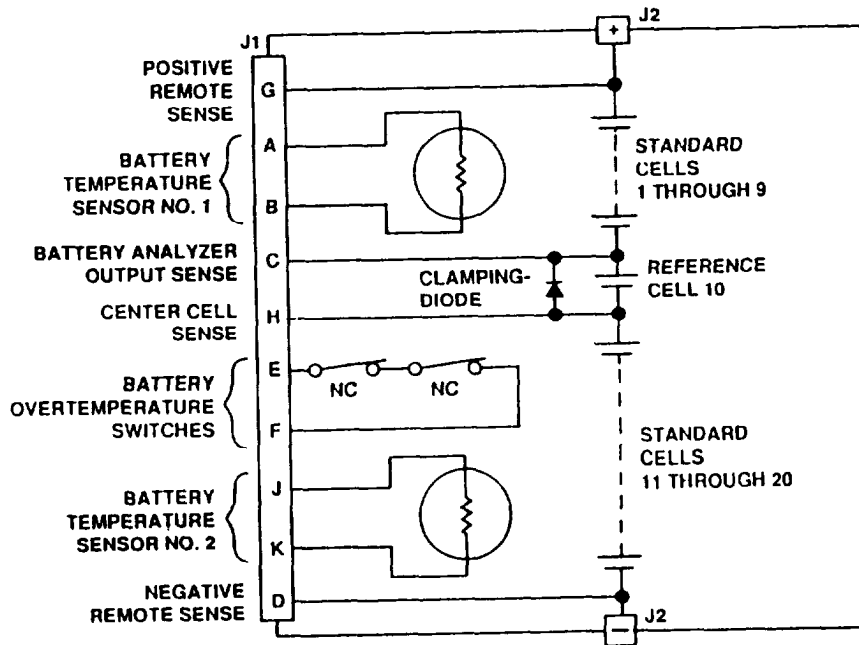 J1
J2
+
POSITIVE
REMOTE
SENSE
G
A
BATTERY
TEMPERATURE
SENSOR NO. 1
B
STANDARD
CELLS
1 THROUGH 9
BATTERY ANALYZER
OUTPUT SENSE
C
CLAMPING-
DIODE
REFERENCE
CELL 10
CENTER CELL
SENSE
H
E
NC
NC
BATTERY
OVERTEMPERATURE
SWITCHES
F
STANDARD
CELLS
11 THROUGH 20
J
BATTERY
TEMPERATURE
SENSOR NO. 2
K
NEGATIVE
REMOTE SENSE
D
J2
−